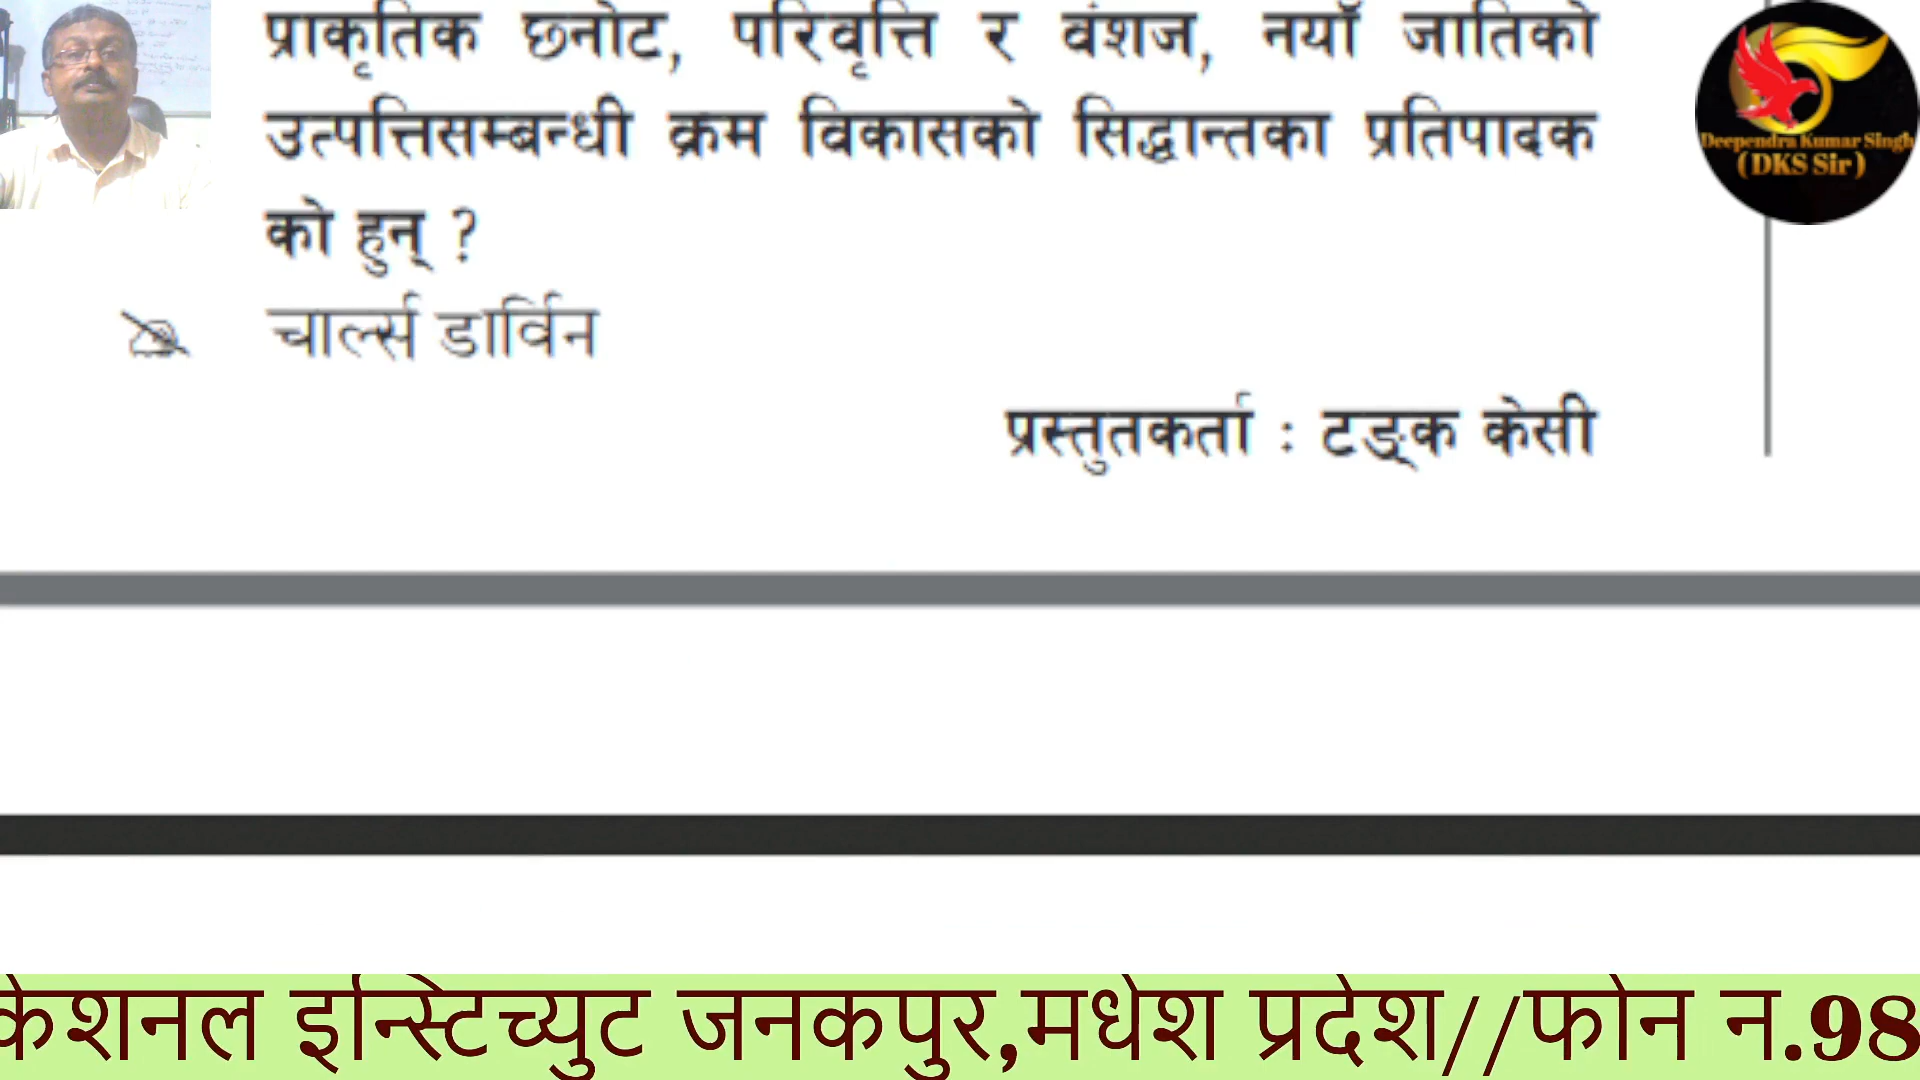 प्राकृतिक छनोट, परिवृत्ति र वंशज, नयाँ जातिको
उत्पत्तिसम्बन्धी क्रम विकासको सिद्धान्तका प्रतिपादक
को हुन् ?
चार्ल्स डार्विन
प्रस्तुतकर्ता : टङ्क केसी
Deependra Kumar Singh
(DKS Sir)
केशनल इन्स्टिच्युट जनकपुर,मधेश प्रदेश//फोन न.98